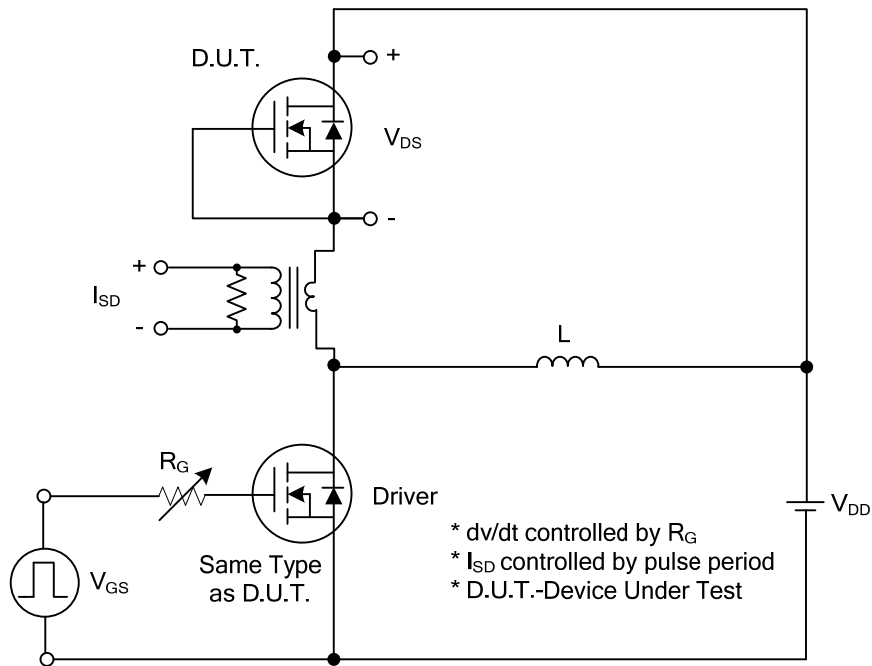 D.U.T.
+
VDS
-
+
ISD
-
L
RG
Driver
VDD
VGS
Same Type
as D.U.T.
* dv/dt controlled by RG
* ISD controlled by pulse period
* D.U.T.-Device Under Test